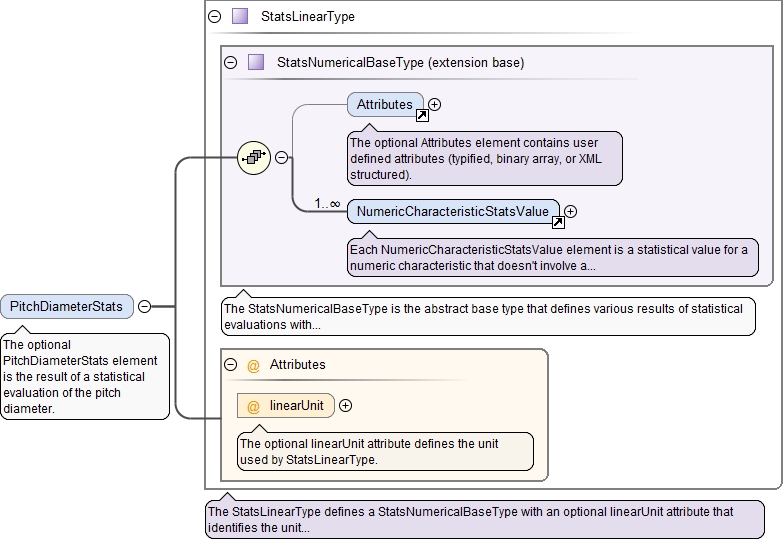 StatsLinearType
StatsNumericalBaseType (extension base)
Attributes
The optional Attributes element contains user
defined attributes (typified, binary array, or XML
structured).
1..∞
NumericCharacteristicStatsValue
Each NumericCharacteristicStatsValue element is a statistical value for a
numeric characteristic that doesn't involve a...
The StatsNumericalBaseType is the abstract base type that defines various results of statistical
evaluations with...
PitchDiameterStats
The optional
PitchDiameterStats element
is the result of a statistical
evaluation of the pitch
diameter.
@ Attributes
@ linearUnit
The optional linearUnit attribute defines the unit
used by StatsLinearType.
The StatsLinearType defines a StatsNumericalBaseType with an optional linearUnit attribute that
identifies the unit...